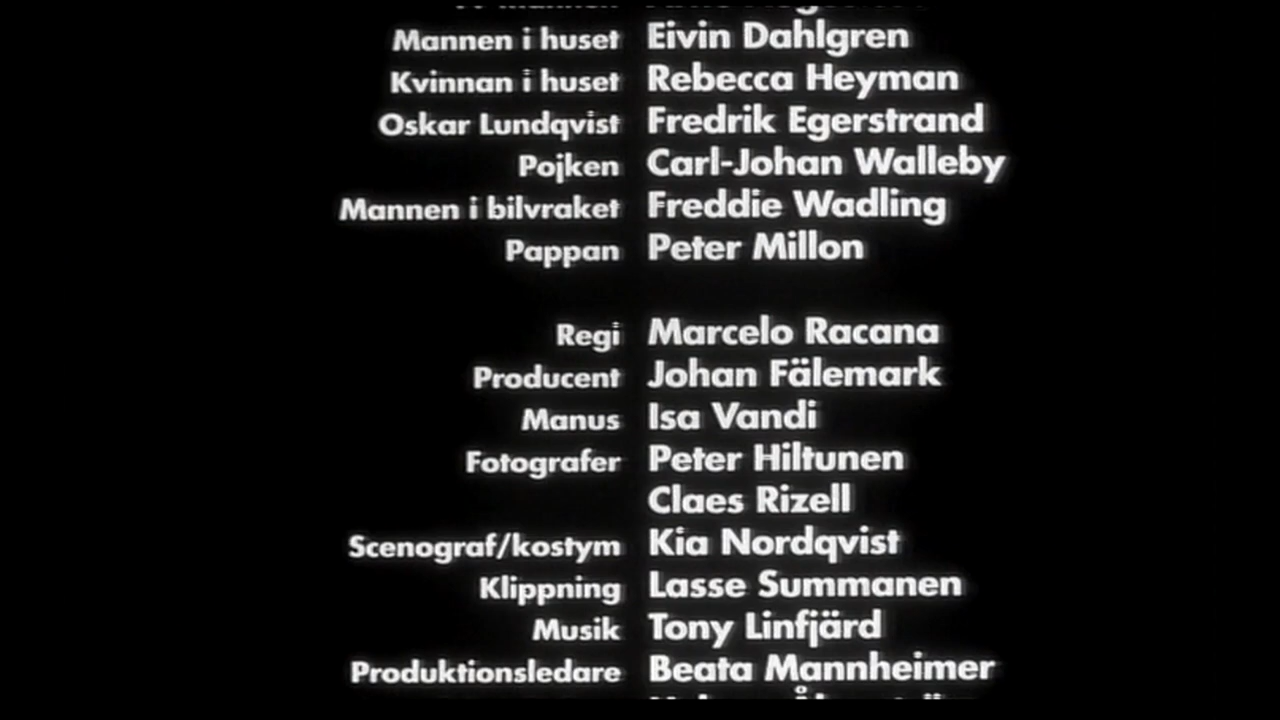 Mannen i huset Eivin Dahlgren
Kvinnan i huset Rebecca Heyman
Oskar Lundqvist Fredrik Egerstrand
Pojken Carl-Johan Walleby
Mannen i bilvraket Freddie Wadling
Pappan Peter Millon
Regi Marcelo Racana
Producent Johan Fälemark
Manus Isa Vandi
Fotografer Peter Hiltunen
Claes Rizell
Scenograf/kostym Kia Nordqvist
Klippning Lasse Summanen
Musik Tony Linfjärd
Produktionsledare Beata Mannheimer